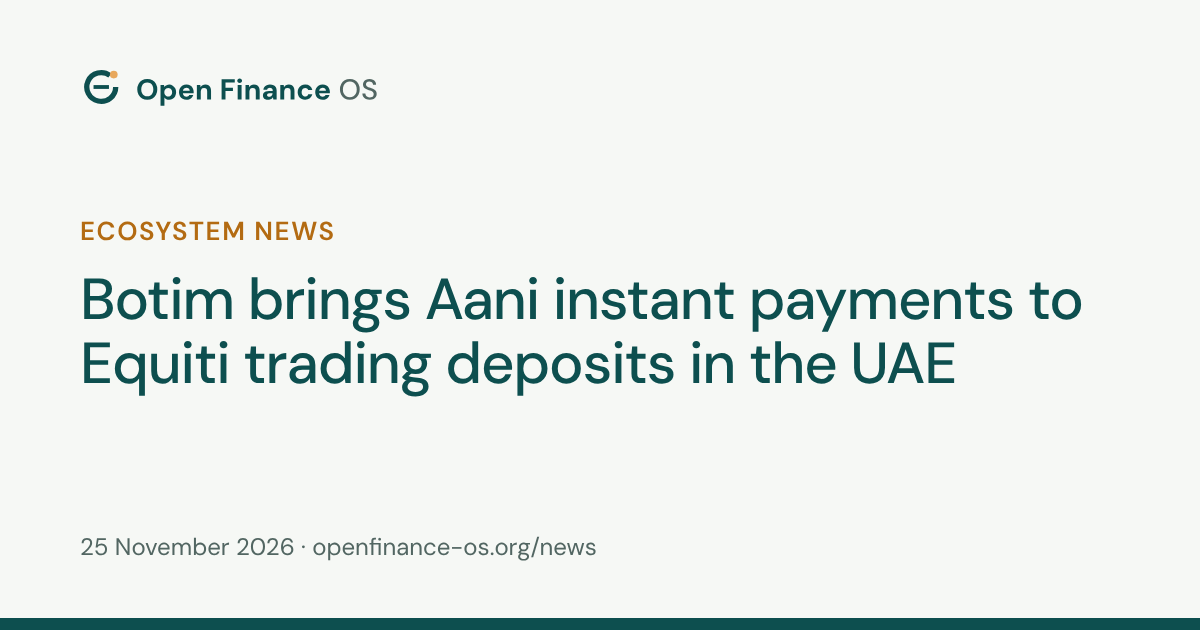 Open Finance OS
ECOSYSTEM NEWS
Botim brings Aani instant payments to
Equiti trading deposits in the UAE
25 November 2026 · openfinance-os.org/news